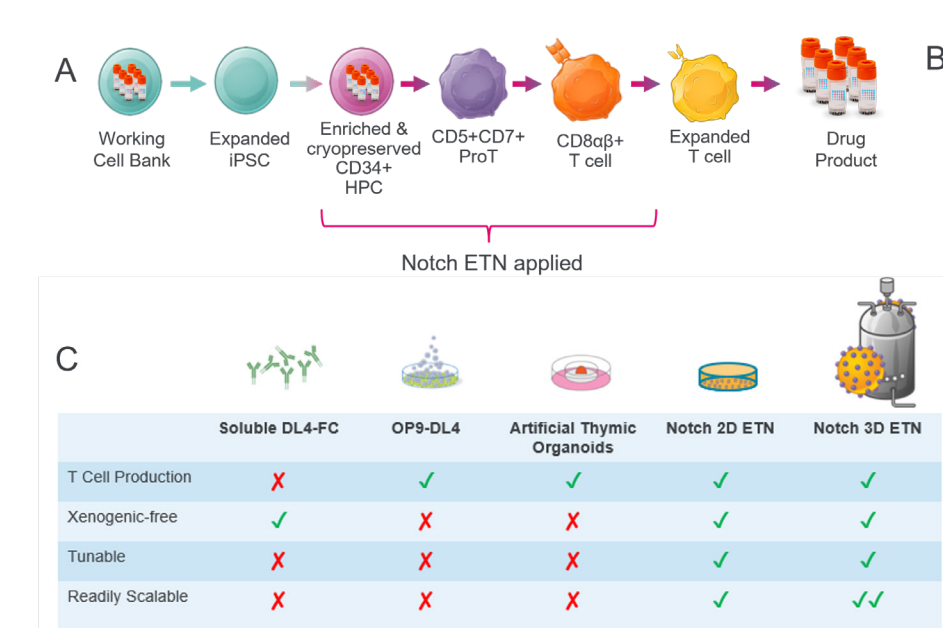 A
B
Working
Cell Bank
Expanded
iPSC
Enriched &
cryopreserved
CD34+
HPC
CD5+CD7+
ProT
CD8αβ+
T cell
Expanded
T cell
Drug
Product
Notch ETN applied
C
Soluble DL4-FC
OP9-DL4
Artificial Thymic
Organoids
Notch 2D ETN
Notch 3D ETN
T Cell Production ✗ ✓ ✓ ✓ ✓
Xenogenic-free ✓ ✗ ✗ ✓ ✓
Tunable ✗ ✗ ✗ ✓ ✓
Readily Scalable ✗ ✗ ✗ ✓ ✓✓